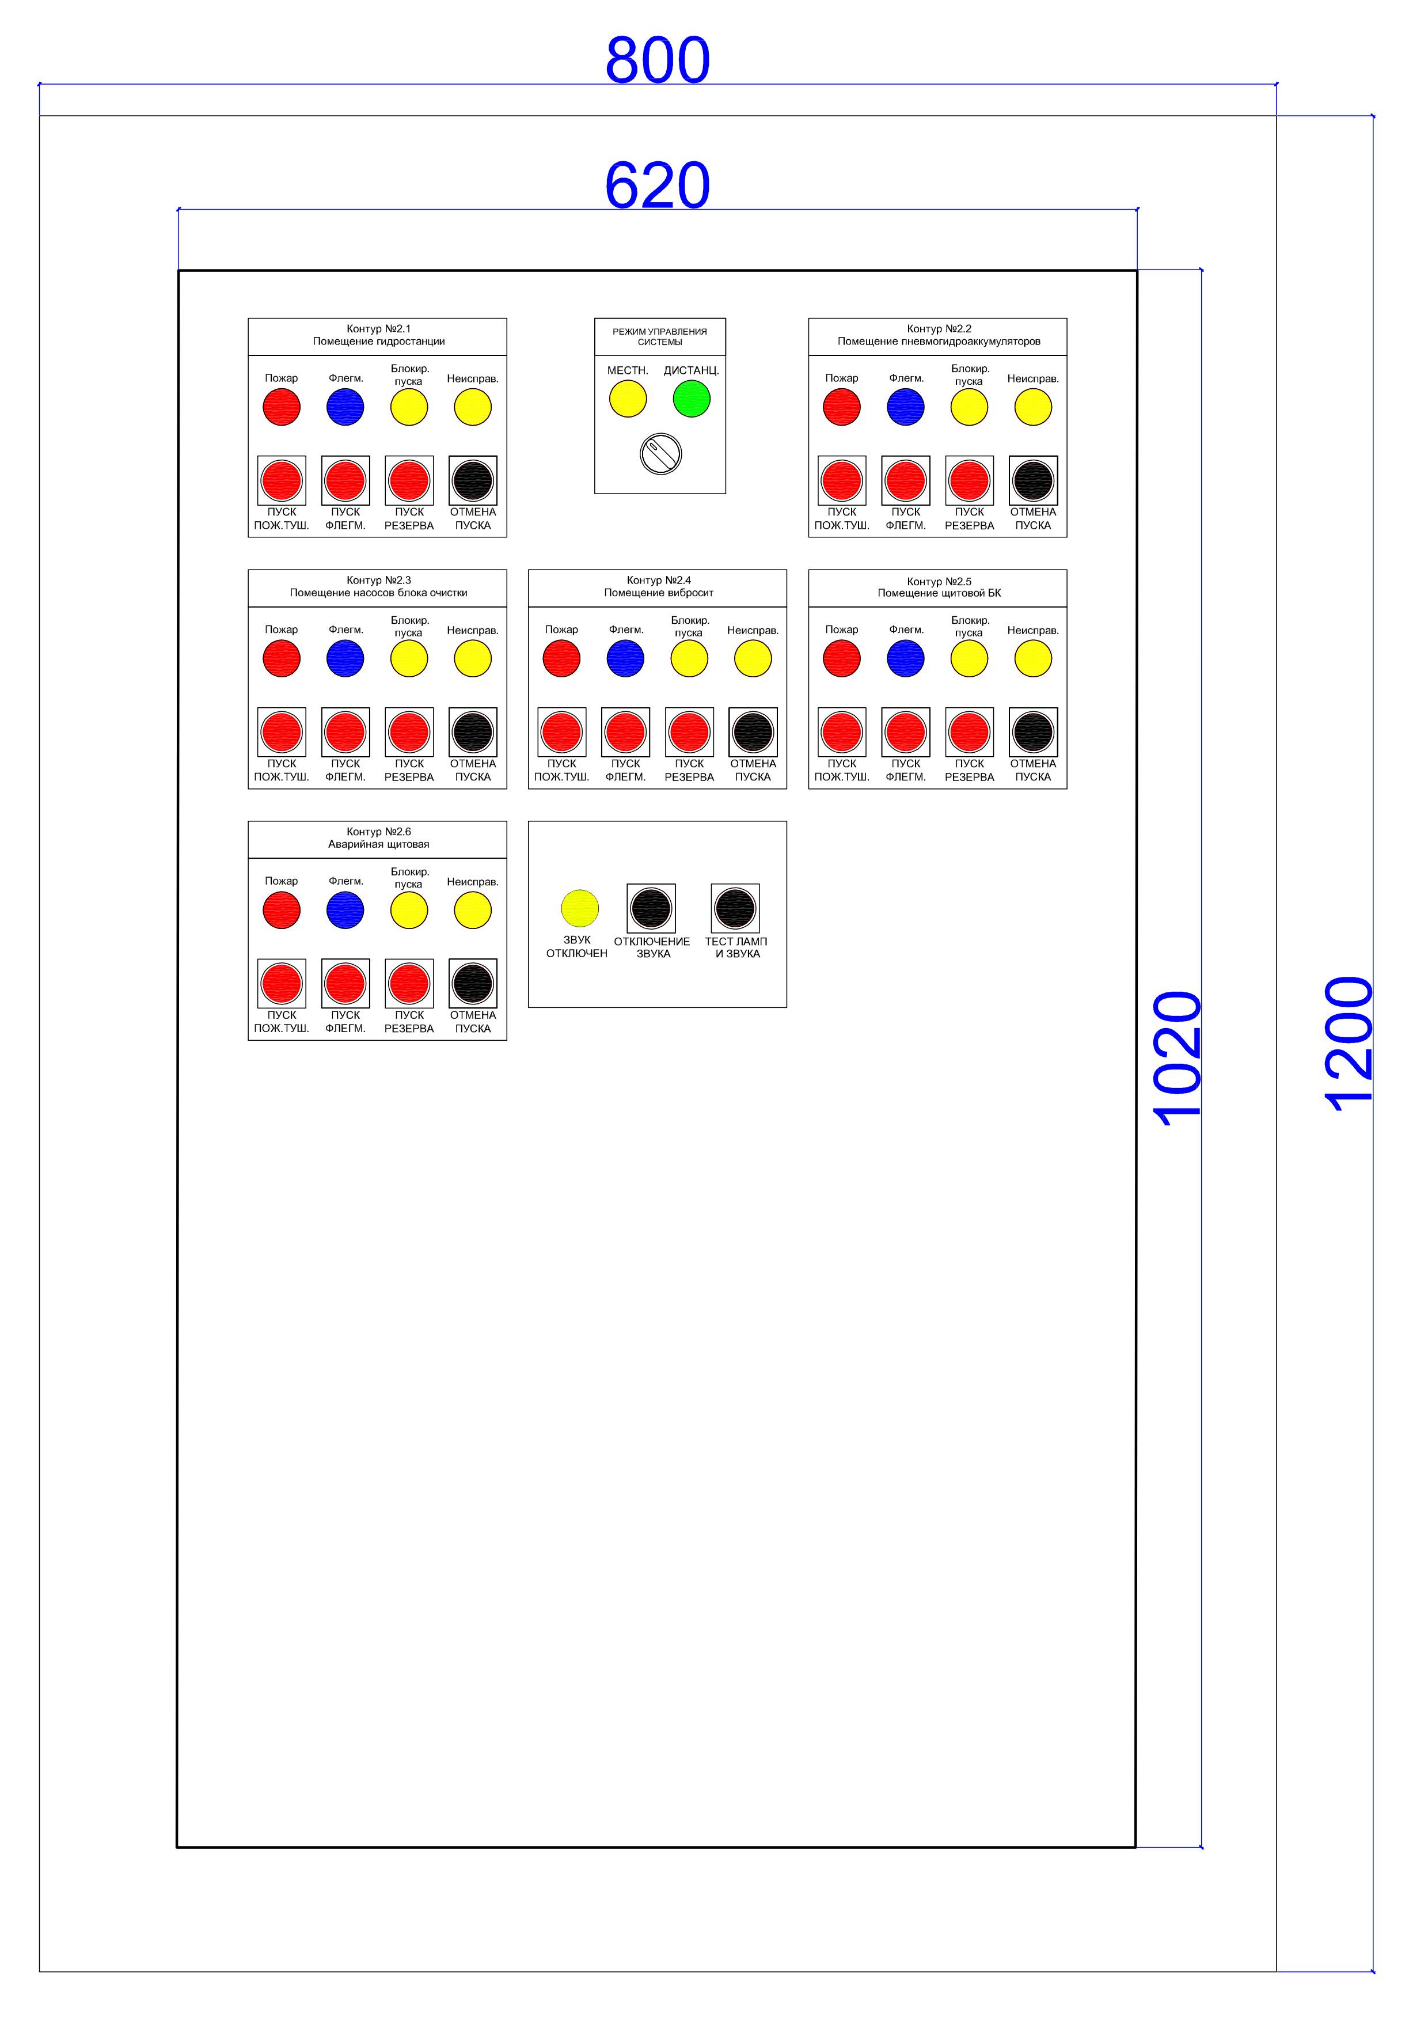 800
620
Контур №2.1
Помещение гидростанции
Пожар
Флегм.
Блокир.
пуска
Неисправ.
ПУСК
ПОЖ.ТУШ.
ПУСК
ФЛЕГМ.
ПУСК
РЕЗЕРВА
ОТМЕНА
ПУСКА
РЕЖИМ УПРАВЛЕНИЯ
СИСТЕМЫ
МЕСТН.
ДИСТАНЦ.
Контур №2.2
Помещение пневмогидроаккумуляторов
Пожар
Флегм.
Блокир.
пуска
Неисправ.
ПУСК
ПОЖ.ТУШ.
ПУСК
ФЛЕГМ.
ПУСК
РЕЗЕРВА
ОТМЕНА
ПУСКА
Контур №2.3
Помещение насосов блока очистки
Пожар
Флегм.
Блокир.
пуска
Неисправ.
ПУСК
ПОЖ.ТУШ.
ПУСК
ФЛЕГМ.
ПУСК
РЕЗЕРВА
ОТМЕНА
ПУСКА
Контур №2.4
Помещение вибросит
Пожар
Флегм.
Блокир.
пуска
Неисправ.
ПУСК
ПОЖ.ТУШ.
ПУСК
ФЛЕГМ.
ПУСК
РЕЗЕРВА
ОТМЕНА
ПУСКА
Контур №2.5
Помещение щитовой БК
Пожар
Флегм.
Блокир.
пуска
Неисправ.
ПУСК
ПОЖ.ТУШ.
ПУСК
ФЛЕГМ.
ПУСК
РЕЗЕРВА
ОТМЕНА
ПУСКА
Контур №2.6
Аварийная щитовая
Пожар
Флегм.
Блокир.
пуска
Неисправ.
ПУСК
ПОЖ.ТУШ.
ПУСК
ФЛЕГМ.
ПУСК
РЕЗЕРВА
ОТМЕНА
ПУСКА
ЗВУК
ОТКЛЮЧЕН
ОТКЛЮЧЕНИЕ
ЗВУКА
ТЕСТ ЛАМП
И ЗВУКА
1020
1200